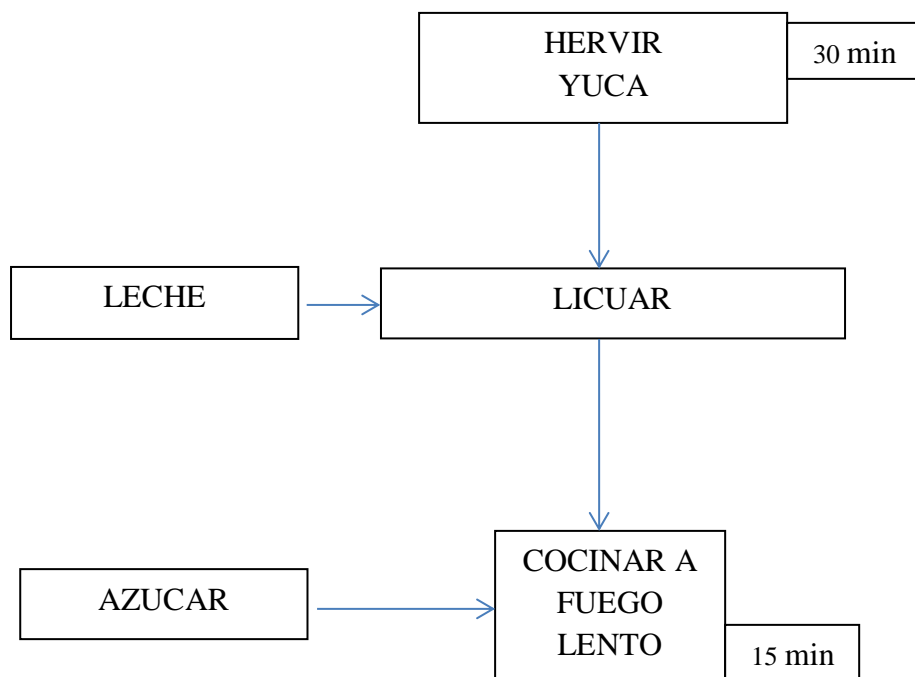 HERVIR
YUCA
30 min
LECHE
LICUAR
AZUCAR
COCINAR A
FUEGO
LENTO
15 min